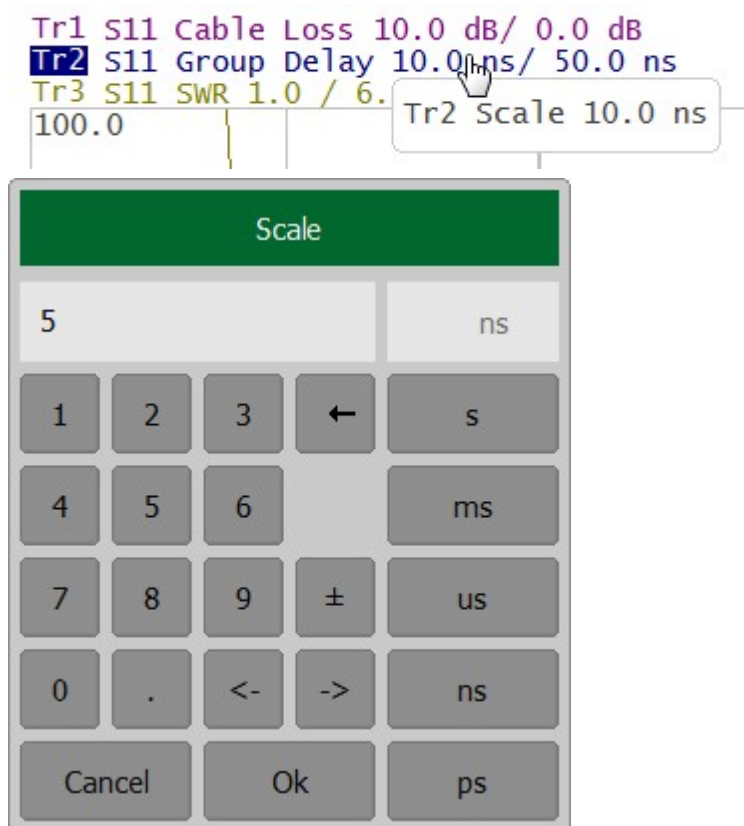 Tr1 S11 Cable Loss 10.0 dB/ 0.0 dB
Tr2 S11 Group Delay 10.0 ns/ 50.0 ns
Tr3 S11 SWR 1.0 / 6.
Tr2 Scale 10.0 ns
100.0
Scale
5 ns
1 2 3 ← s
4 5 6 ms
7 8 9 ± us
0 . <- -> ns
Cancel Ok ps